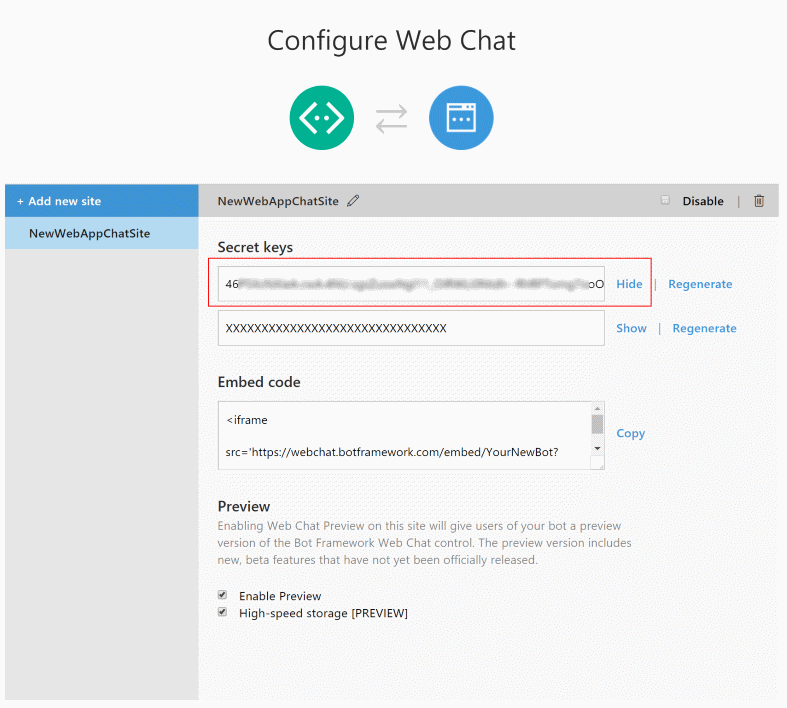 Configure Web Chat
+ Add new site
NewWebAppChatSite
NewWebAppChatSite
Disable |
Secret keys
46 oO Hide | Regenerate
XXXXXXXXXXXXXXXXXXXXXXXXXXXXXXX Show | Regenerate
Embed code
<iframe
src='https://webchat.botframework.com/embed/YourNewBot?
Copy
Preview
Enabling Web Chat Preview on this site will give users of your bot a preview
version of the Bot Framework Web Chat control. The preview version includes
new, beta features that have not yet been officially released.
Enable Preview
High-speed storage [PREVIEW]